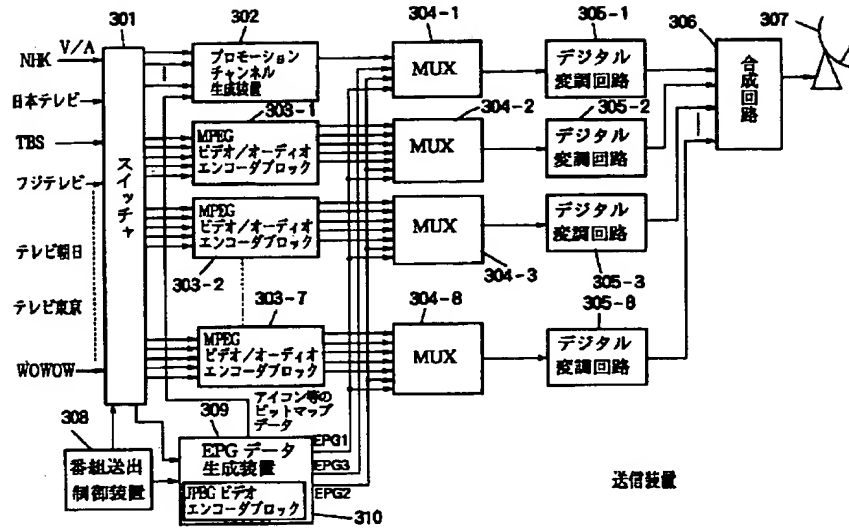 301
302
304-1
305-1
306
307
V/A
NHK
日本テレビ
TBS
フジテレビ
テレビ朝日
テレビ東京
WOWOW
スイッチャ
プロモーション
チャンネル
生成装置
MUX
デジタル
変調回路
合成回路
303-1
304-2
305-2
MPEG
ビデオ/オーディオ
エンコーダブロック
MUX
デジタル
変調回路
MPEG
ビデオ/オーディオ
エンコーダブロック
MUX
デジタル
変調回路
303-2
304-3
305-3
303-7
304-8
305-8
MPEG
ビデオ/オーディオ
エンコーダブロック
MUX
デジタル
変調回路
アイコン等の
ビットマップ
データ
308
309
番組送出
制御装置
EPG データ
生成装置
EPG1
EPG3
EPG2
JPEG ビデオ
エンコーダブロック
310
送信装置